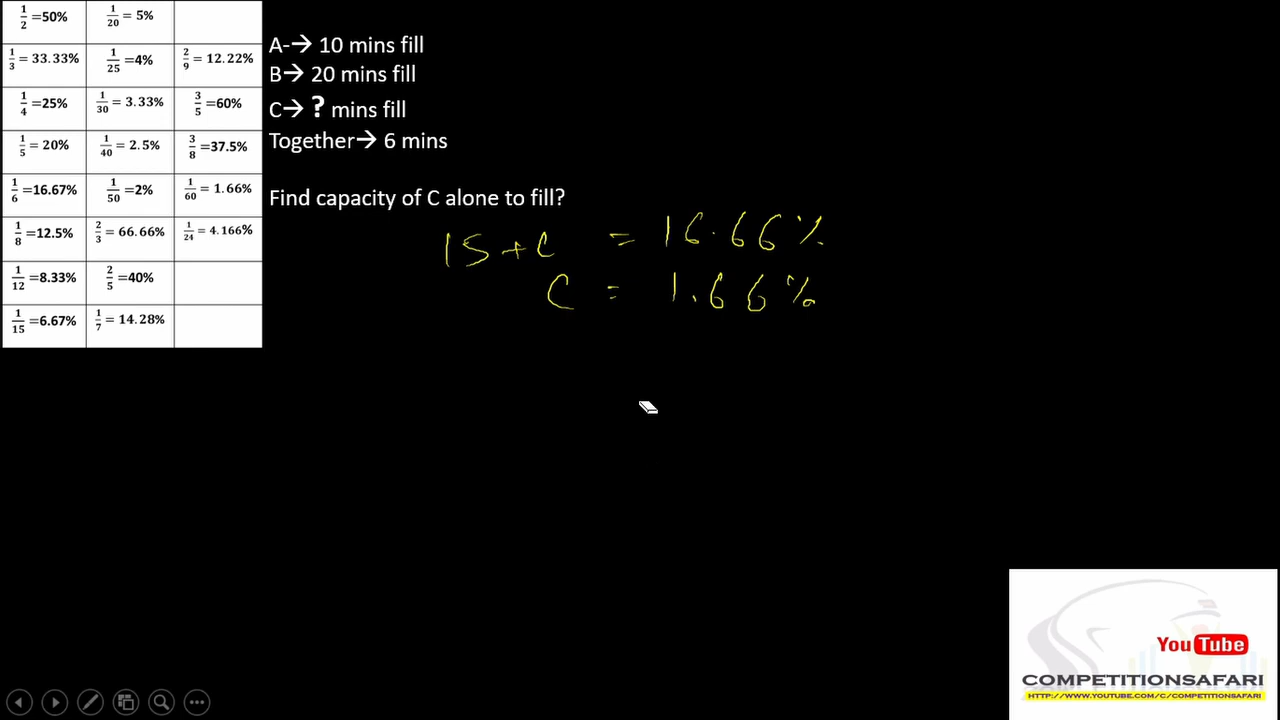 1/2 =50% 1/20 = 5%
1/3 = 33.33% 1/25 =4% 2/9 = 12.22%
1/4 =25% 1/30 = 3.33% 3/5 =60%
1/5 = 20% 1/40 = 2.5% 3/8 =37.5%
1/6 =16.67% 1/50 =2% 1/60 = 1.66%
1/8 =12.5% 2/3 = 66.66% 1/24 = 4.166%
1/12 =8.33% 2/5 =40%
1/15 =6.67% 1/7 = 14.28%
A-→ 10 mins fill
B→ 20 mins fill
C→ ? mins fill
Together→ 6 mins
Find capacity of C alone to fill?
15 + C = 16.66%
C = 1.66%
YouTube
COMPETITIONSAFARI
HTTP://WWW.YOUTUBE.COM/C/COMPETITIONSAFARI